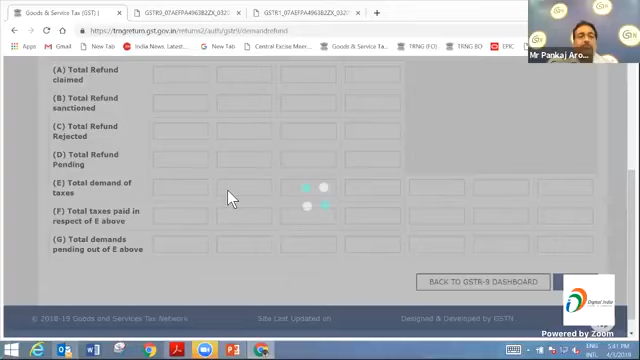 Goods and Services Tax (GST)
GSTR9_07AEFPA4963B2ZX_032
GSTR1_07AEFPA4963B2ZX_032
https://trngreturn.gst.gov.in/returns2/auth/gstr9/demandrefund
Apps
Gmail
New Tab
India News, Latest
G New Tab
Central Excise Mem
Goods & Service Ta
TRNG (FO)
TRNG BO
EPIC
GSTN
Mr Pankaj Aro...
(A) Total Refund
claimed
(B) Total Refund
sanctioned
(C) Total Refund
Rejected
(D) Total Refund
Pending
(E) Total demand of
taxes
(F) Total taxes paid in
respect of E above
(G) Total demands
pending out of E above
BACK TO GSTR-9 DASHBOARD
© 2018-19 Goods and Services Tax Network
Site Last Updated on
Designed & Developed by GSTN
Digital India
Powered by Zoom
ENG
INTL
5:41 PM
4/3/2019